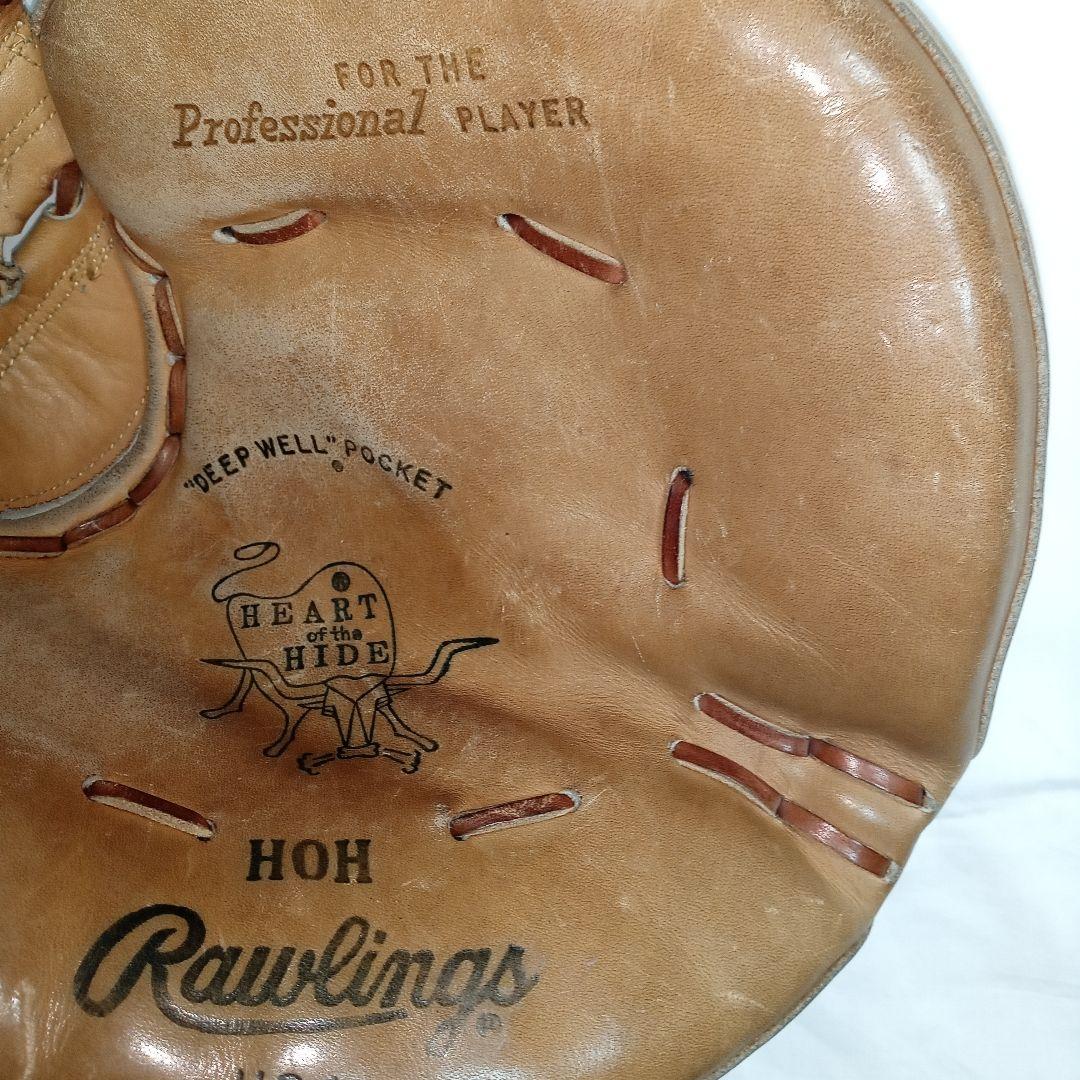 FOR THE
Professional PLAYER
"DEEP WELL" POCKET
®
®
HEART
of the
HIDE
HOH
Rawlings
®